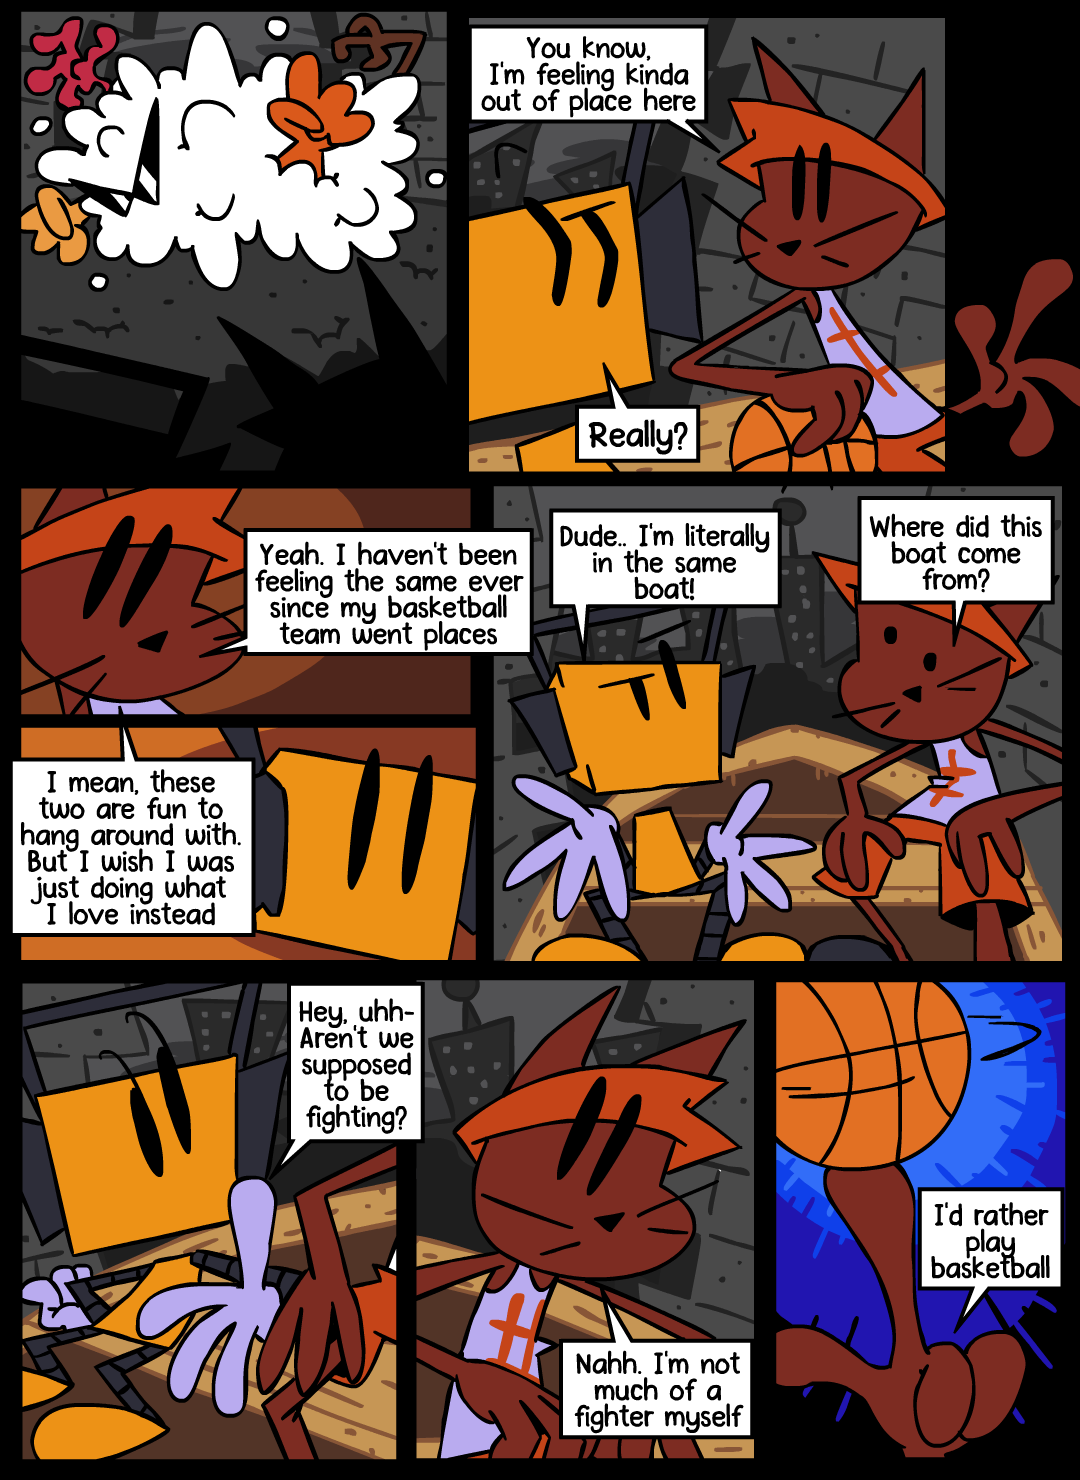 You know,
I'm feeling kinda
out of place here
Really?
Yeah. I haven't been
feeling the same ever
since my basketball
team went places
I mean, these
two are fun to
hang around with.
But I wish I was
just doing what
I love instead
Dude.. I'm literally
in the same
boat!
Where did this
boat come
from?
Hey, uhh-
Aren't we
supposed
to be
fighting?
Nahh. I'm not
much of a
fighter myself
I'd rather
play
basketball